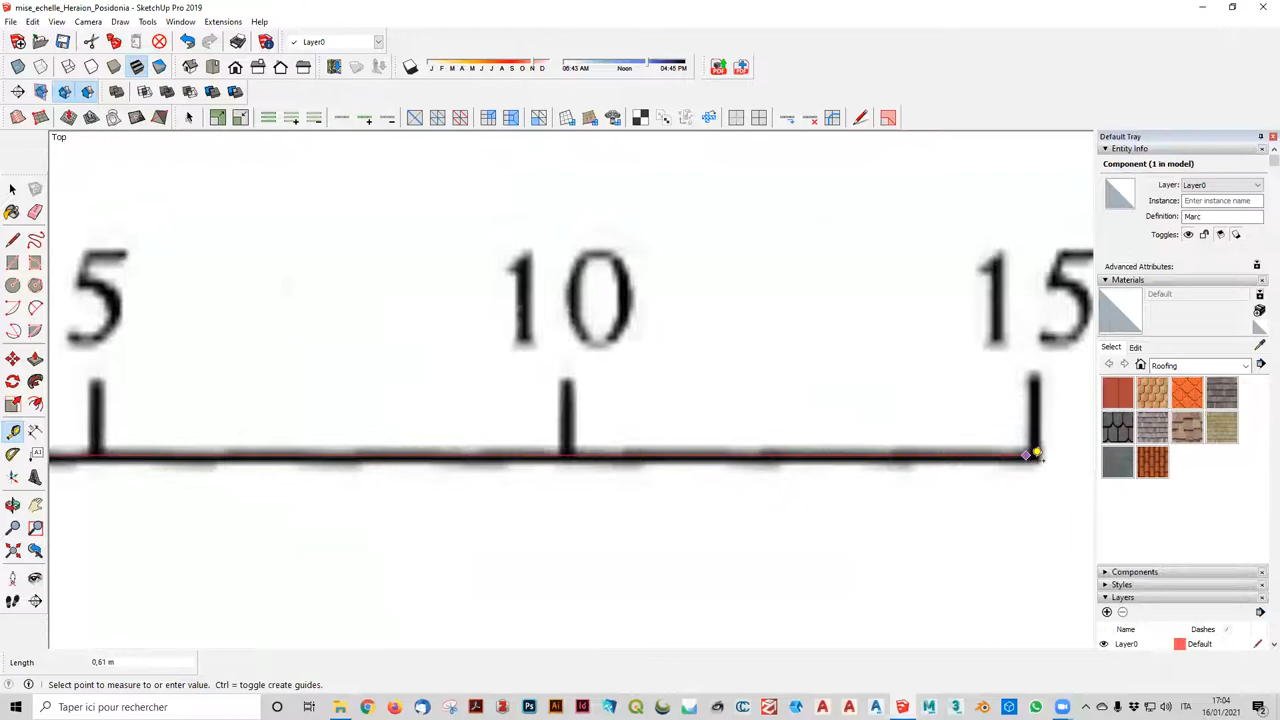 mise_echelle_Heraion_Posidonia - SketchUp Pro 2019
File Edit View Camera Draw Tools Window Extensions Help
Layer0
J F M A M J J A S O N D
06:43 AM Noon 04:45 PM
Top
5 10 15
Default Tray
Entity Info
Component (1 in model)
Layer: Layer0
Instance: Enter instance name
Definition: Marc
Toggles:
Advanced Attributes:
Materials
Default
Select Edit
Roofing
Components
Styles
Layers
Name Dashes
Layer0 Default
Length 0,61 m
Select point to measure to or enter value. Ctrl = toggle create guides.
Taper ici pour rechercher
ITA
17:04
16/01/2021